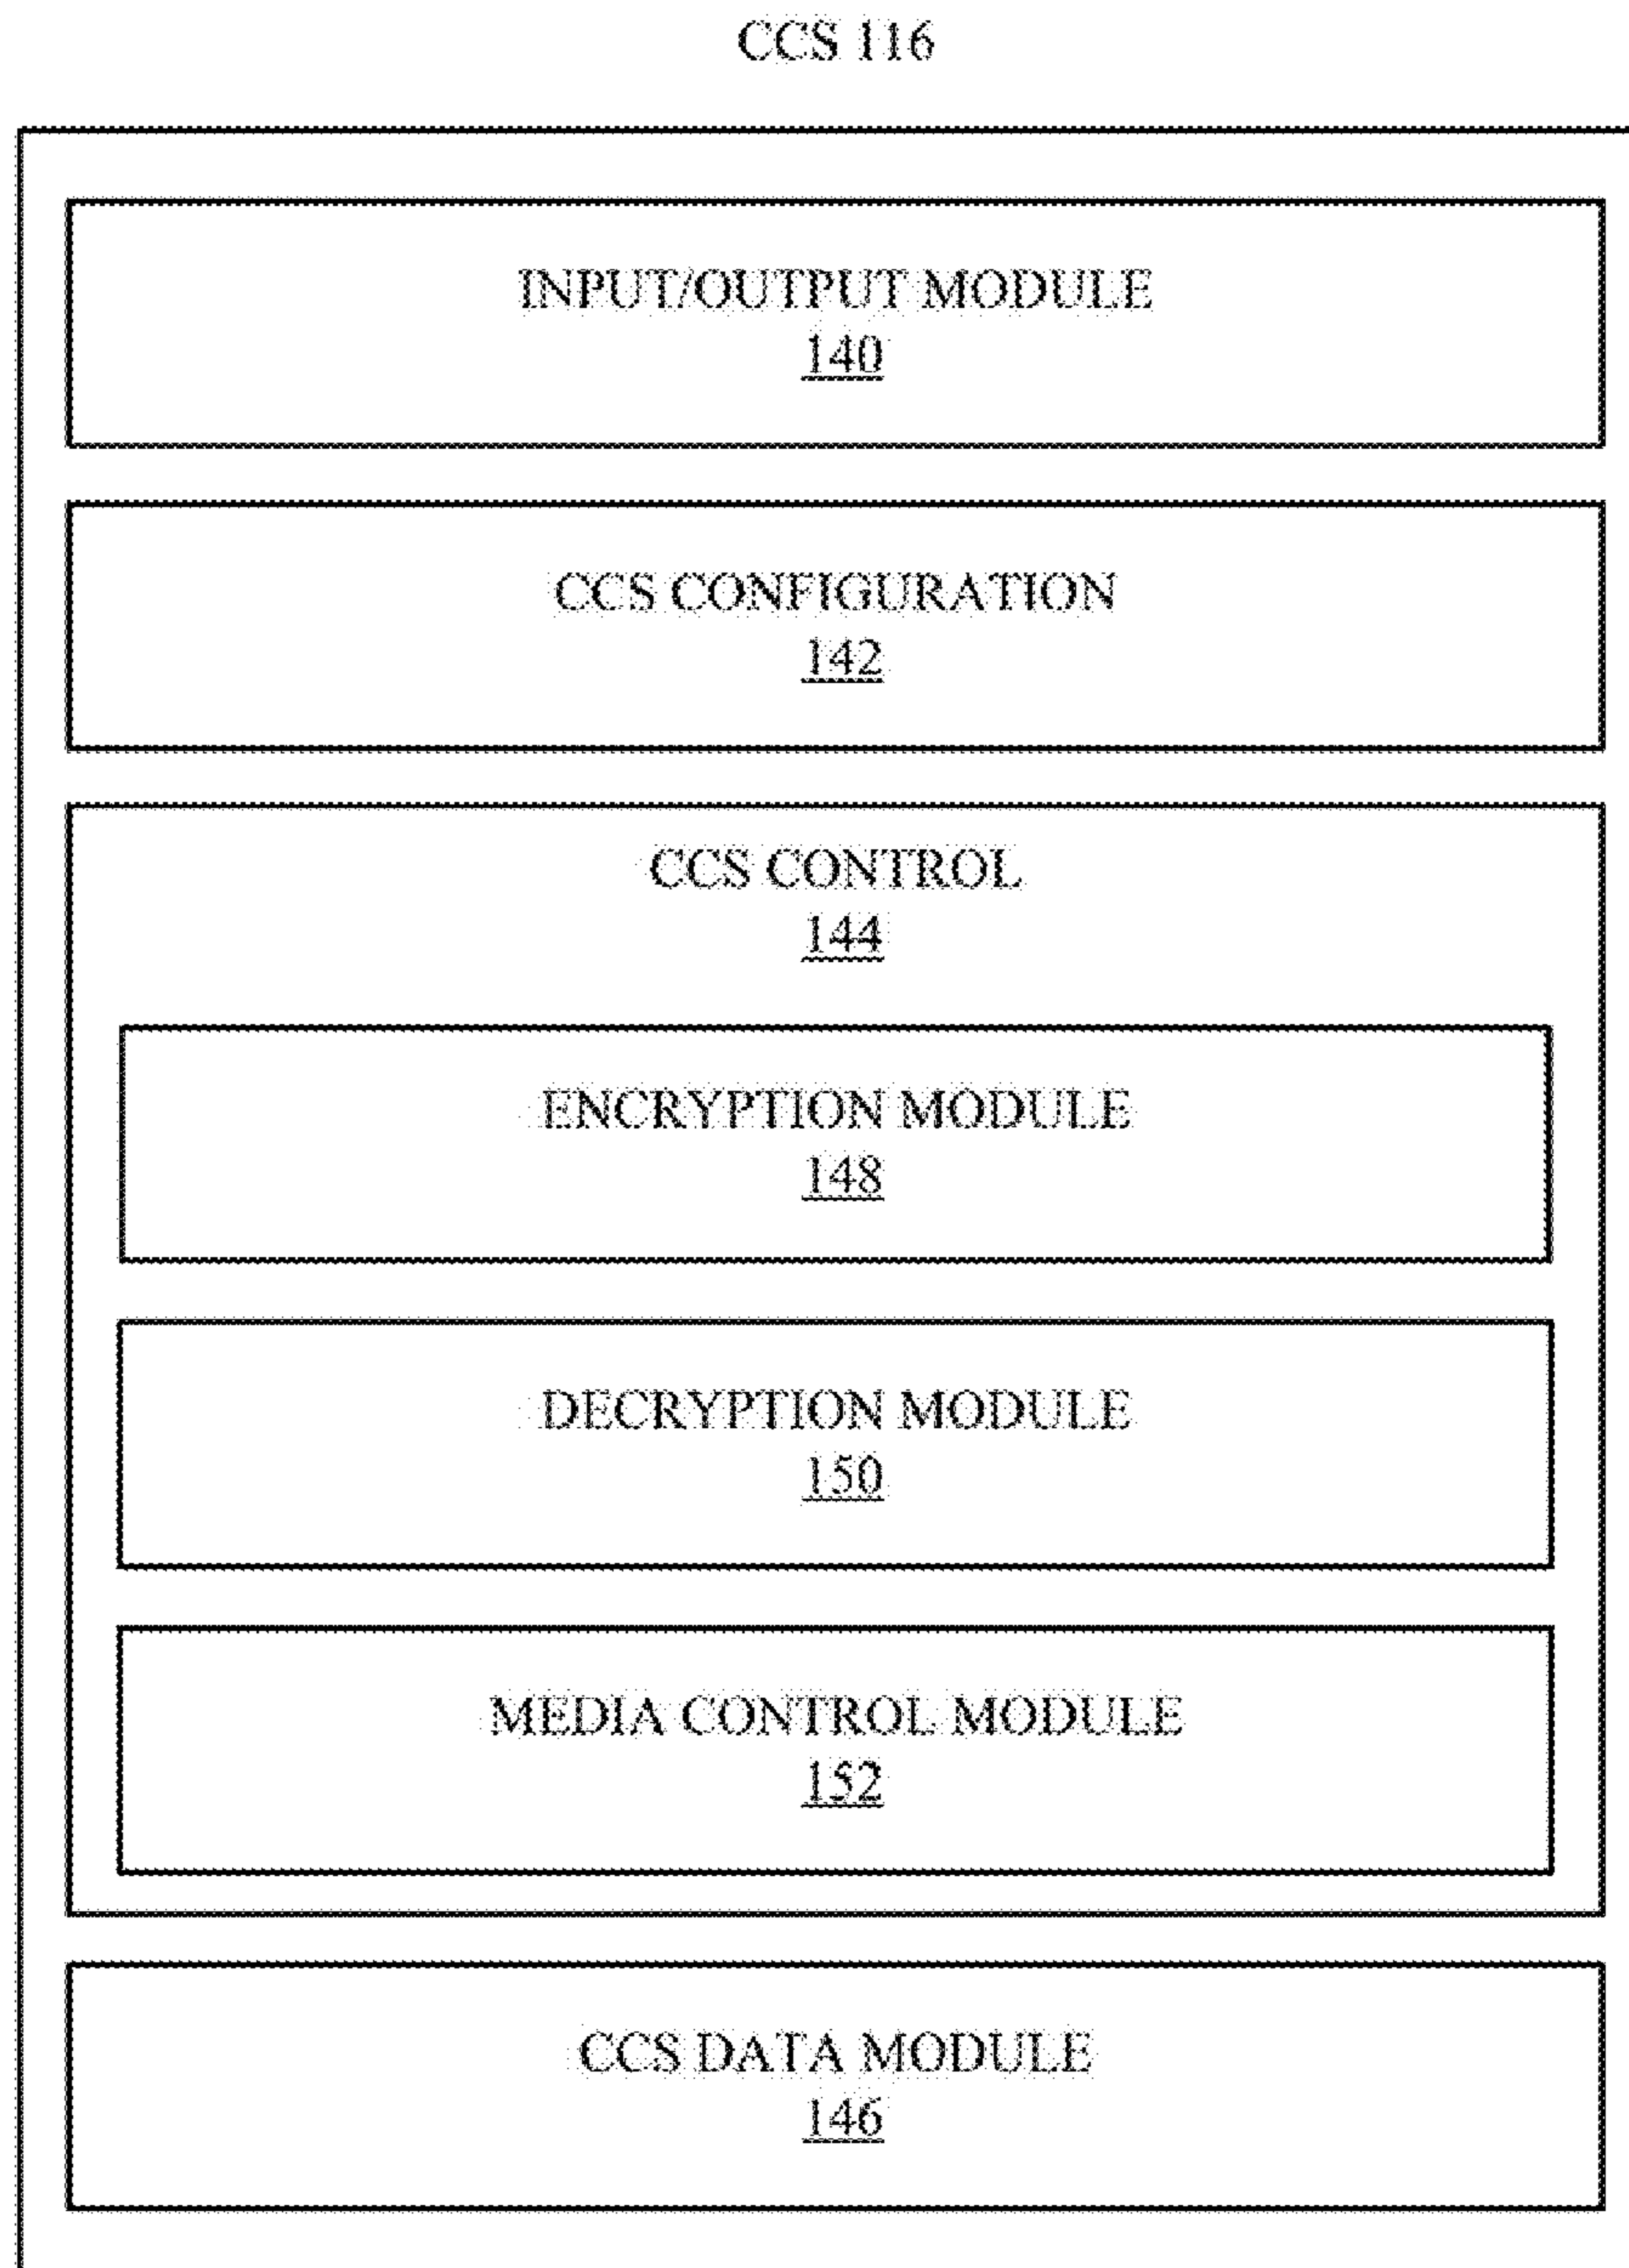 CCS 116
INPUT/OUTPUT MODULE
140
CCS CONFIGURATION
142
CCS CONTROL
144
ENCRYPTION MODULE
148
DECRYPTION MODULE
150
MEDIA CONTROL MODULE
152
CCS DATA MODULE
146